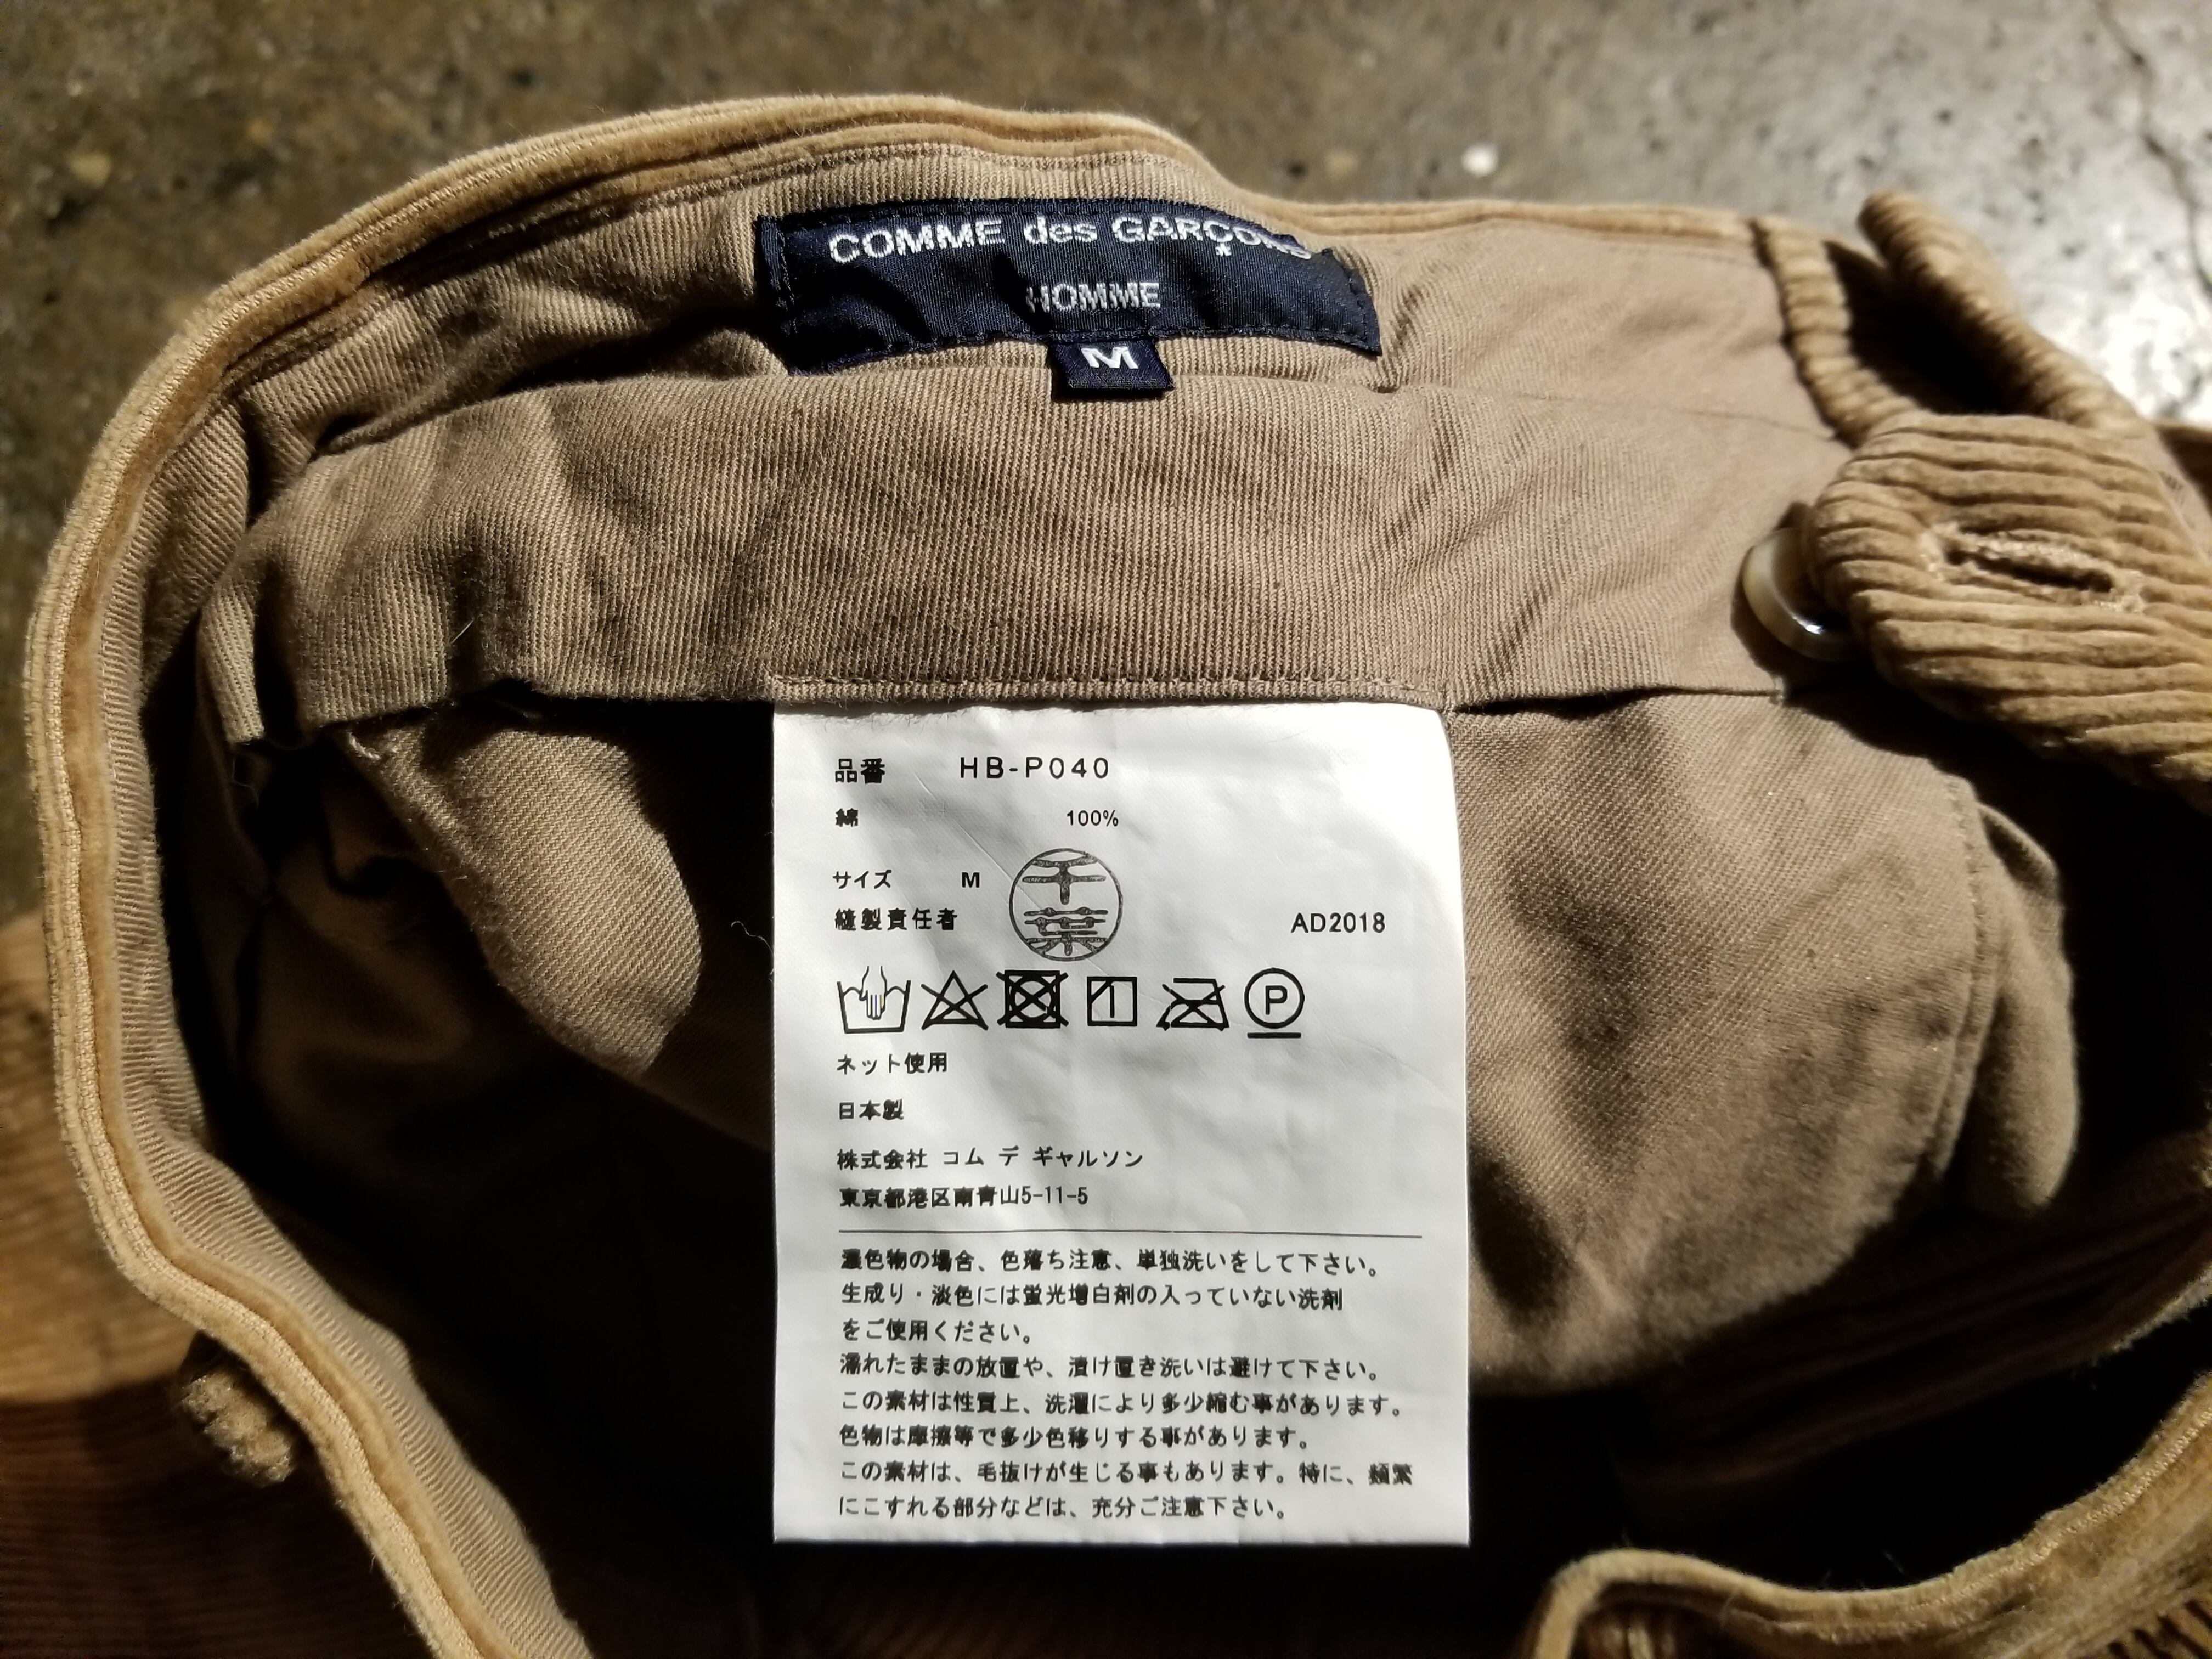 COMME des GARÇONS
HOMME
M
品番 HB-P040
綿 100%
サイズ M
縫製責任者 千葉 AD2018
P
ネット使用
日本製
株式会社 コム デ ギャルソン
東京都港区南青山5-11-5
濃色物の場合、色落ち注意、単独洗いをして下さい。
生成り・淡色には蛍光増白剤の入っていない洗剤
をご使用ください。
濡れたままの放置や、漬け置き洗いは避けて下さい。
この素材は性質上、洗濯により多少縮む事があります。
色物は摩擦等で多少色移りする事があります。
この素材は、毛抜けが生じる事もあります。特に、頻繁
にこすれる部分などは、充分ご注意下さい。